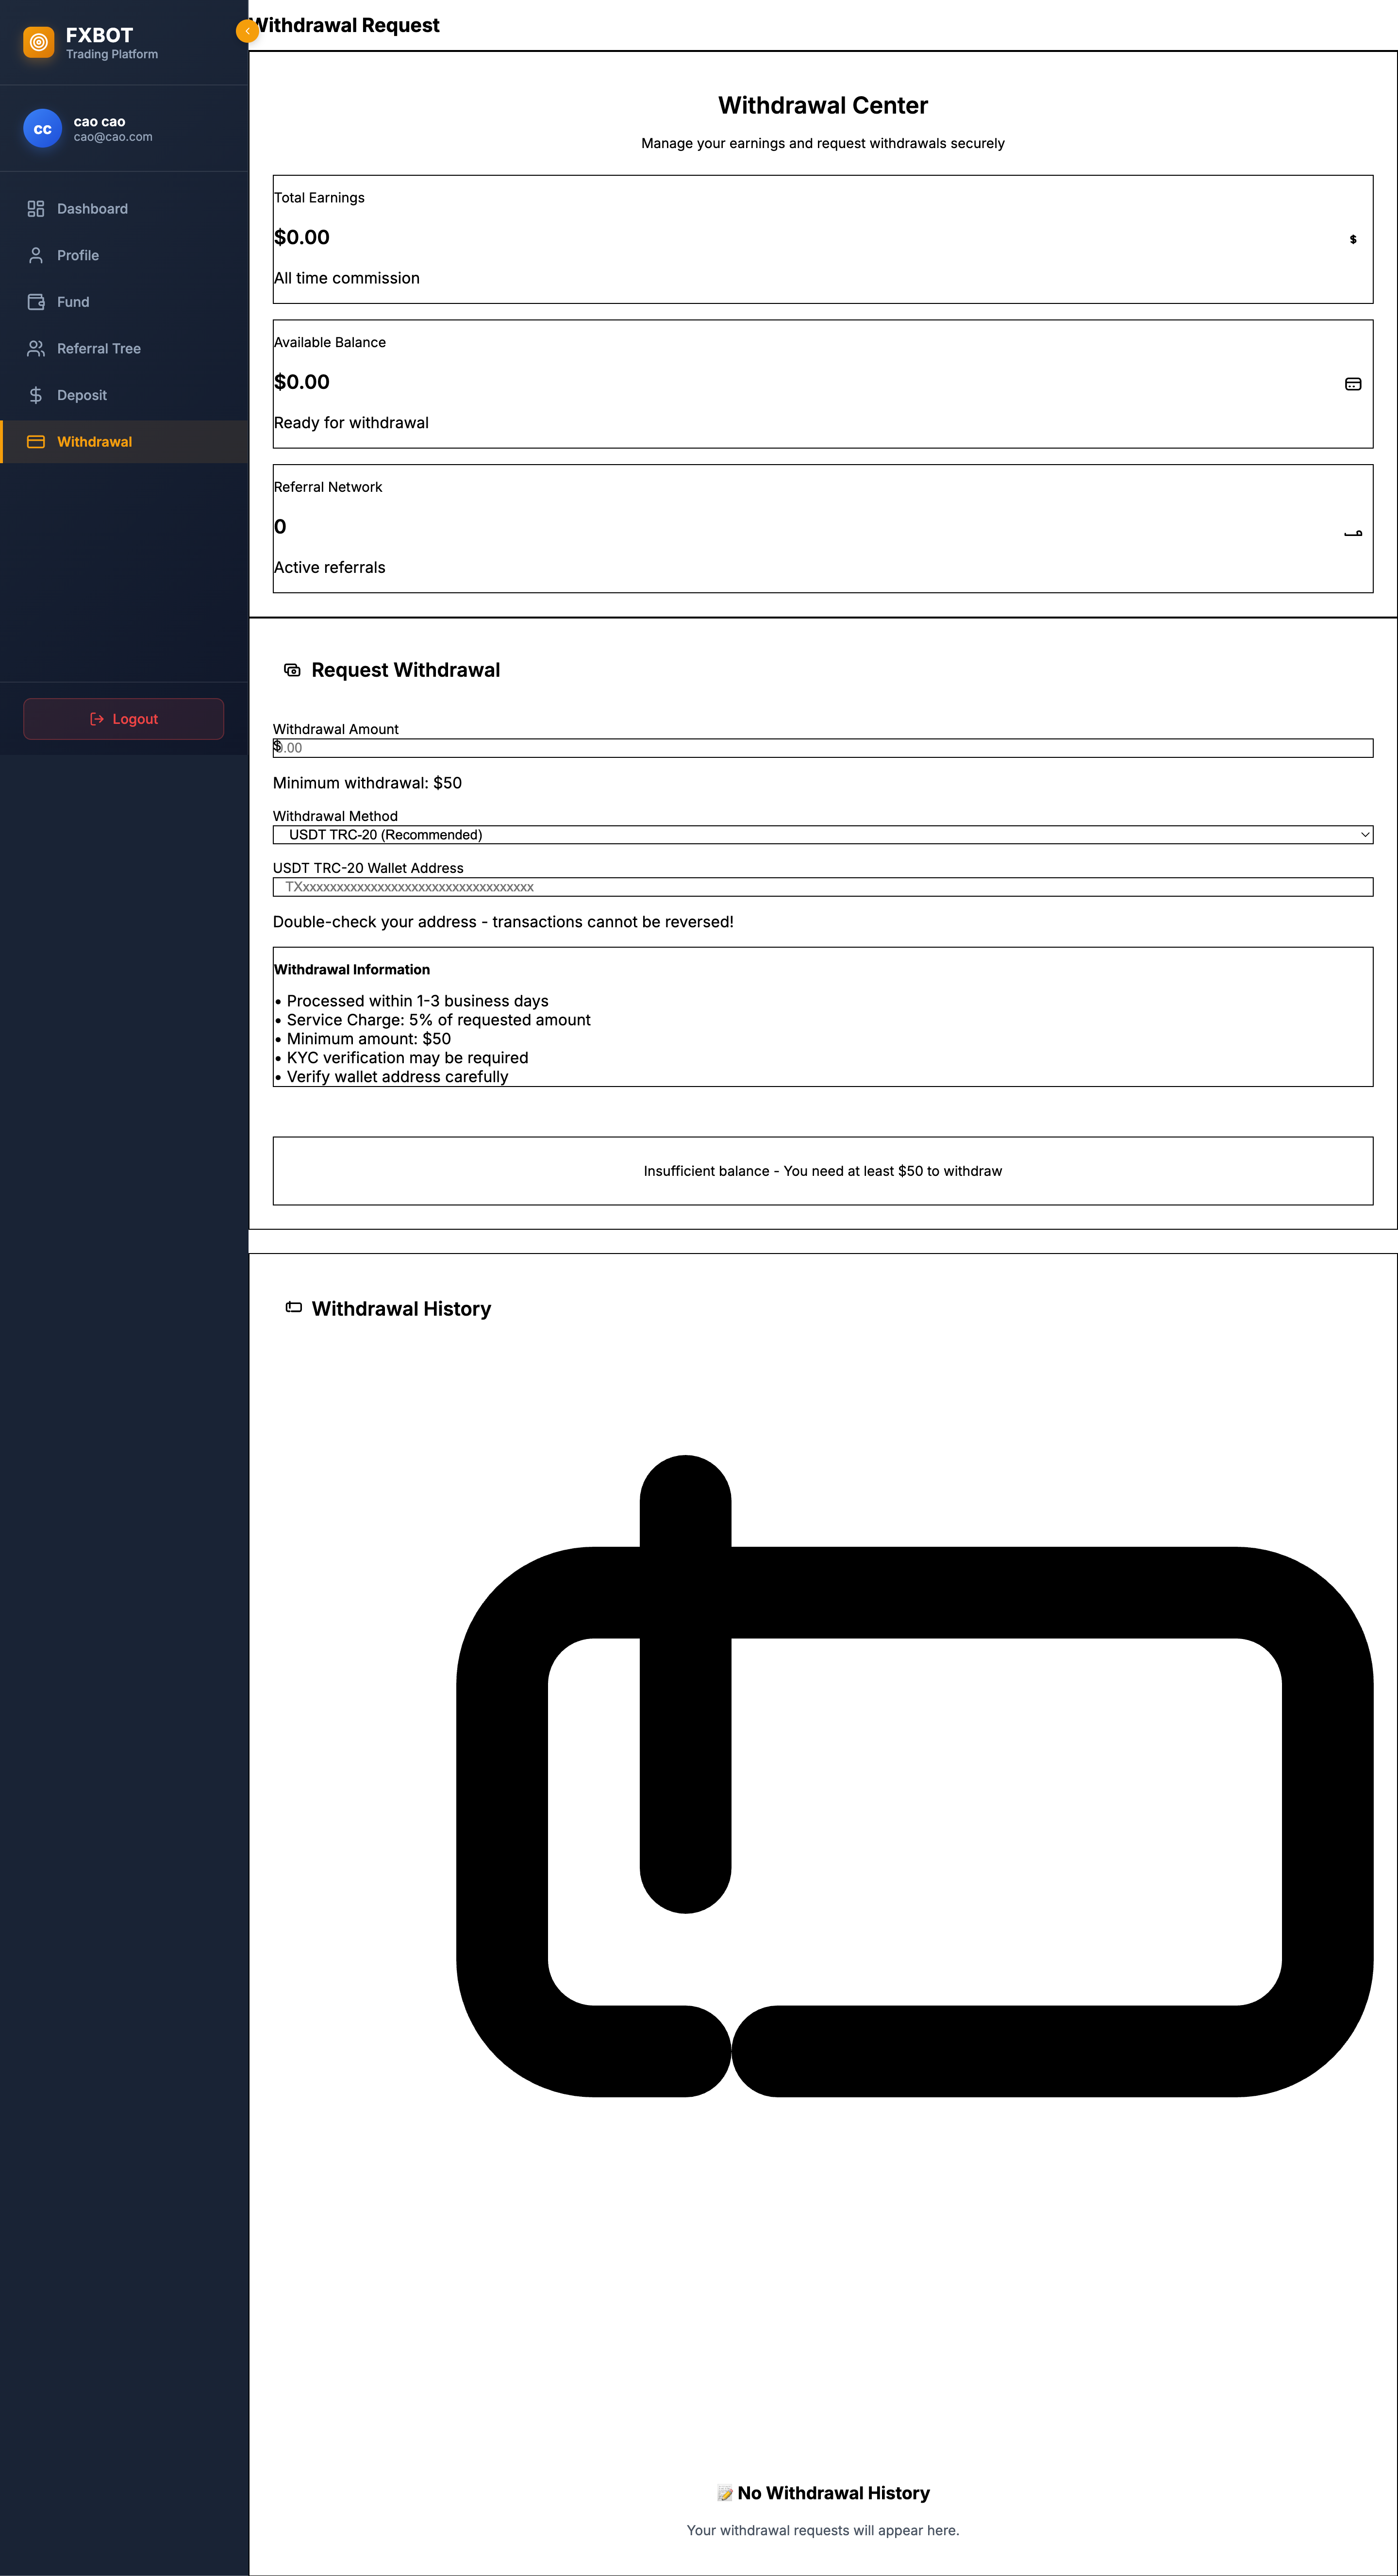 FXBOT
Trading Platform
cc
cao cao
cao@cao.com
Dashboard
Profile
Fund
Referral Tree
Deposit
Withdrawal
Logout
Withdrawal Request
Withdrawal Center
Manage your earnings and request withdrawals securely
Total Earnings
$0.00
$
All time commission
Available Balance
$0.00
Ready for withdrawal
Referral Network
0
Active referrals
Request Withdrawal
Withdrawal Amount
$0.00
Minimum withdrawal: $50
Withdrawal Method
USDT TRC-20 (Recommended)
USDT TRC-20 Wallet Address
TXxxxxxxxxxxxxxxxxxxxxxxxxxxxxxxxxx
Double-check your address - transactions cannot be reversed!
Withdrawal Information
• Processed within 1-3 business days
• Service Charge: 5% of requested amount
• Minimum amount: $50
• KYC verification may be required
• Verify wallet address carefully
Insufficient balance - You need at least $50 to withdraw
Withdrawal History
📝 No Withdrawal History
Your withdrawal requests will appear here.